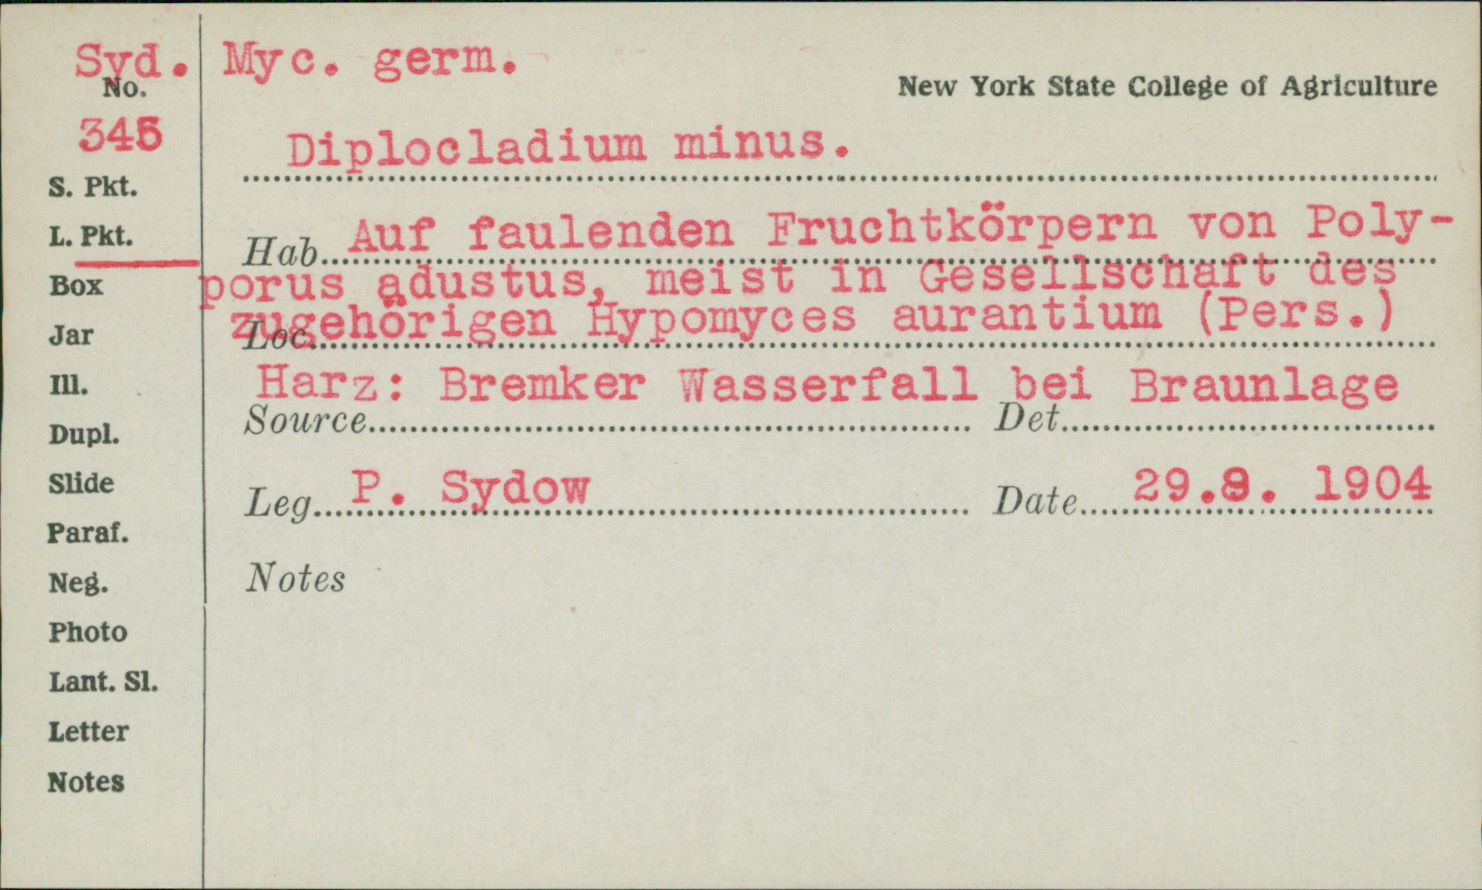 Syd. Myc. germ.
No.
New York State College of Agriculture
345
Diplocladium minus.
S. Pkt.
L. Pkt.
Hab. Auf faulenden Fruchtkörpern von Poly-
Box
porus adustus, meist in Gesellschaft des
zugehörigen Hypomyces aurantium (Pers.)
Jar
Loc.
Ill.
Harz: Bremker Wasserfall bei Braunlage
Source
Det.
Dupl.
Slide
Leg. P. Sydow
Date 29.8. 1904
Paraf.
Neg.
Notes
Photo
Lant. Sl.
Letter
Notes